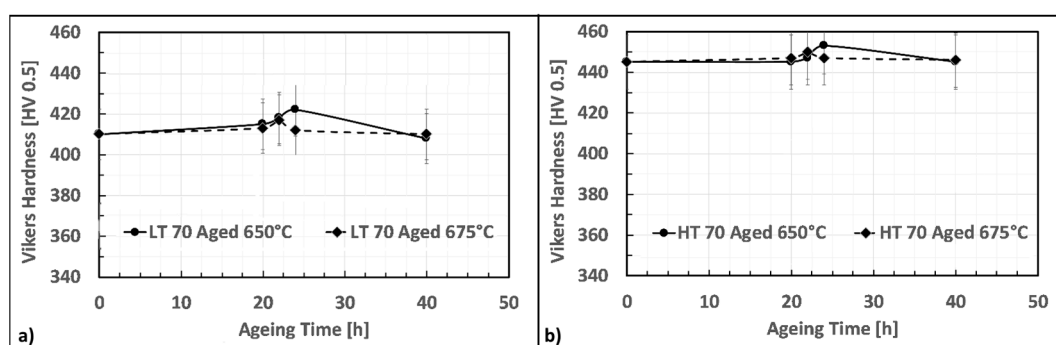 460
440
420
400
380
360
340
Vikers Hardness [HV 0.5]
LT 70 Aged 650°C
LT 70 Aged 675°C
0 10 20 30 40 50
Ageing Time [h]
a)
460
440
420
400
380
360
340
Vikers Hardness [HV 0.5]
HT 70 Aged 650°C
HT 70 Aged 675°C
0 10 20 30 40 50
Ageing Time [h]
b)